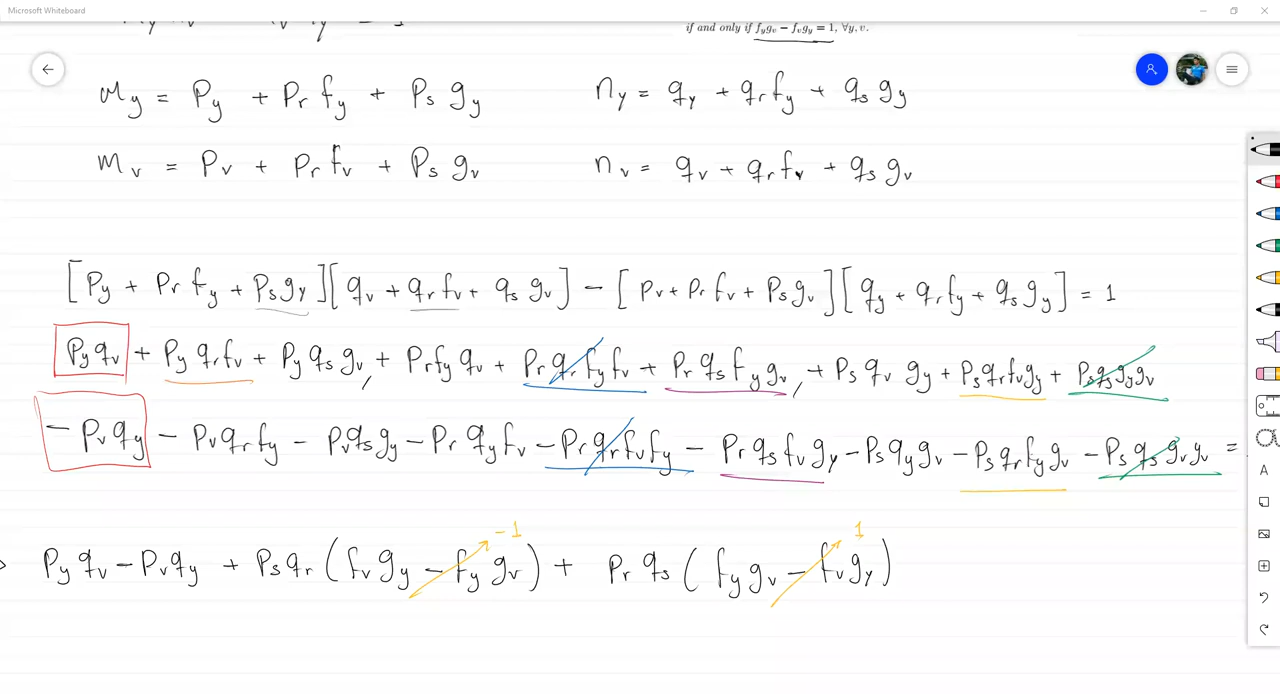 Microsoft Whiteboard
if and only if f_y g_v − f_v g_y = 1, ∀y, v.
m_y = P_y + P_r f_y + P_s g_y
n_y = q_y + q_r f_y + q_s g_y
m_v = P_v + P_r f_v + P_s g_v
n_v = q_v + q_r f_v + q_s g_v
[P_y + P_r f_y + P_s g_y][q_v + q_r f_v + q_s g_v] − [P_v + P_r f_v + P_s g_v][q_y + q_r f_y + q_s g_y] = 1
P_y q_v + P_y q_r f_v + P_y q_s g_v + P_r f_y q_v + P_r q_r f_y f_v + P_r q_s f_y g_v + P_s q_v g_y + P_s q_r f_v g_y + P_s q_s g_y g_v
− P_v q_y − P_v q_r f_y − P_v q_s g_y − P_r q_y f_v − P_r q_r f_v f_y − P_r q_s f_v g_y − P_s q_y g_v − P_s q_r f_y g_v − P_s q_s g_v g_v =
−1 1
P_y q_v − P_v q_y + P_s q_r (f_v g_y − f_y g_v) + P_r q_s (f_y g_v − f_v g_y)
A